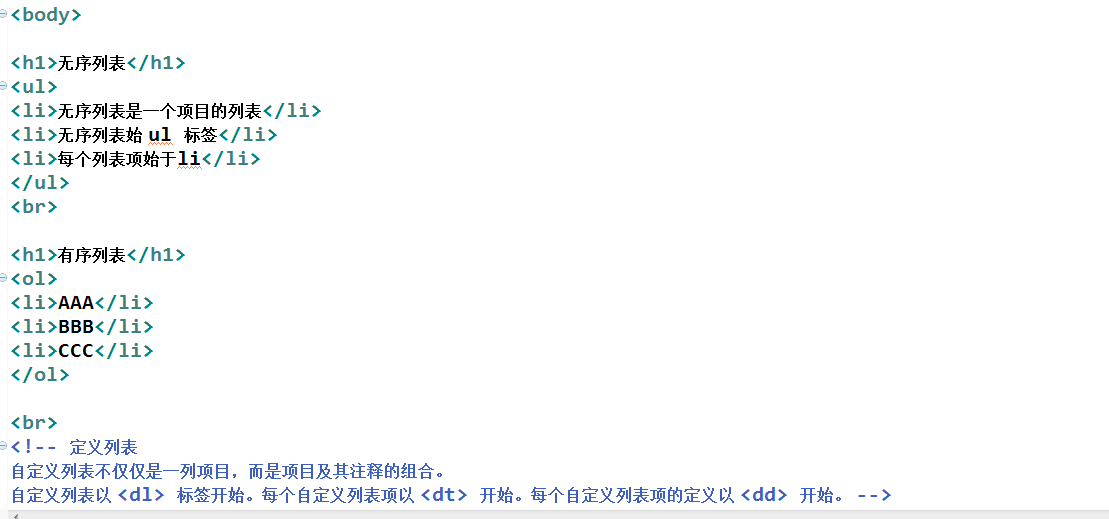 <body>
<h1>无序列表</h1>
<ul>
<li>无序列表是一个项目的列表</li>
<li>无序列表始 ul 标签</li>
<li>每个列表项始于li</li>
</ul>
<br>
<h1>有序列表</h1>
<ol>
<li>AAA</li>
<li>BBB</li>
<li>CCC</li>
</ol>
<br>
<!-- 定义列表
自定义列表不仅仅是一列项目，而是项目及其注释的组合。
自定义列表以 <dl> 标签开始。每个自定义列表项以 <dt> 开始。每个自定义列表项的定义以 <dd> 开始。 -->